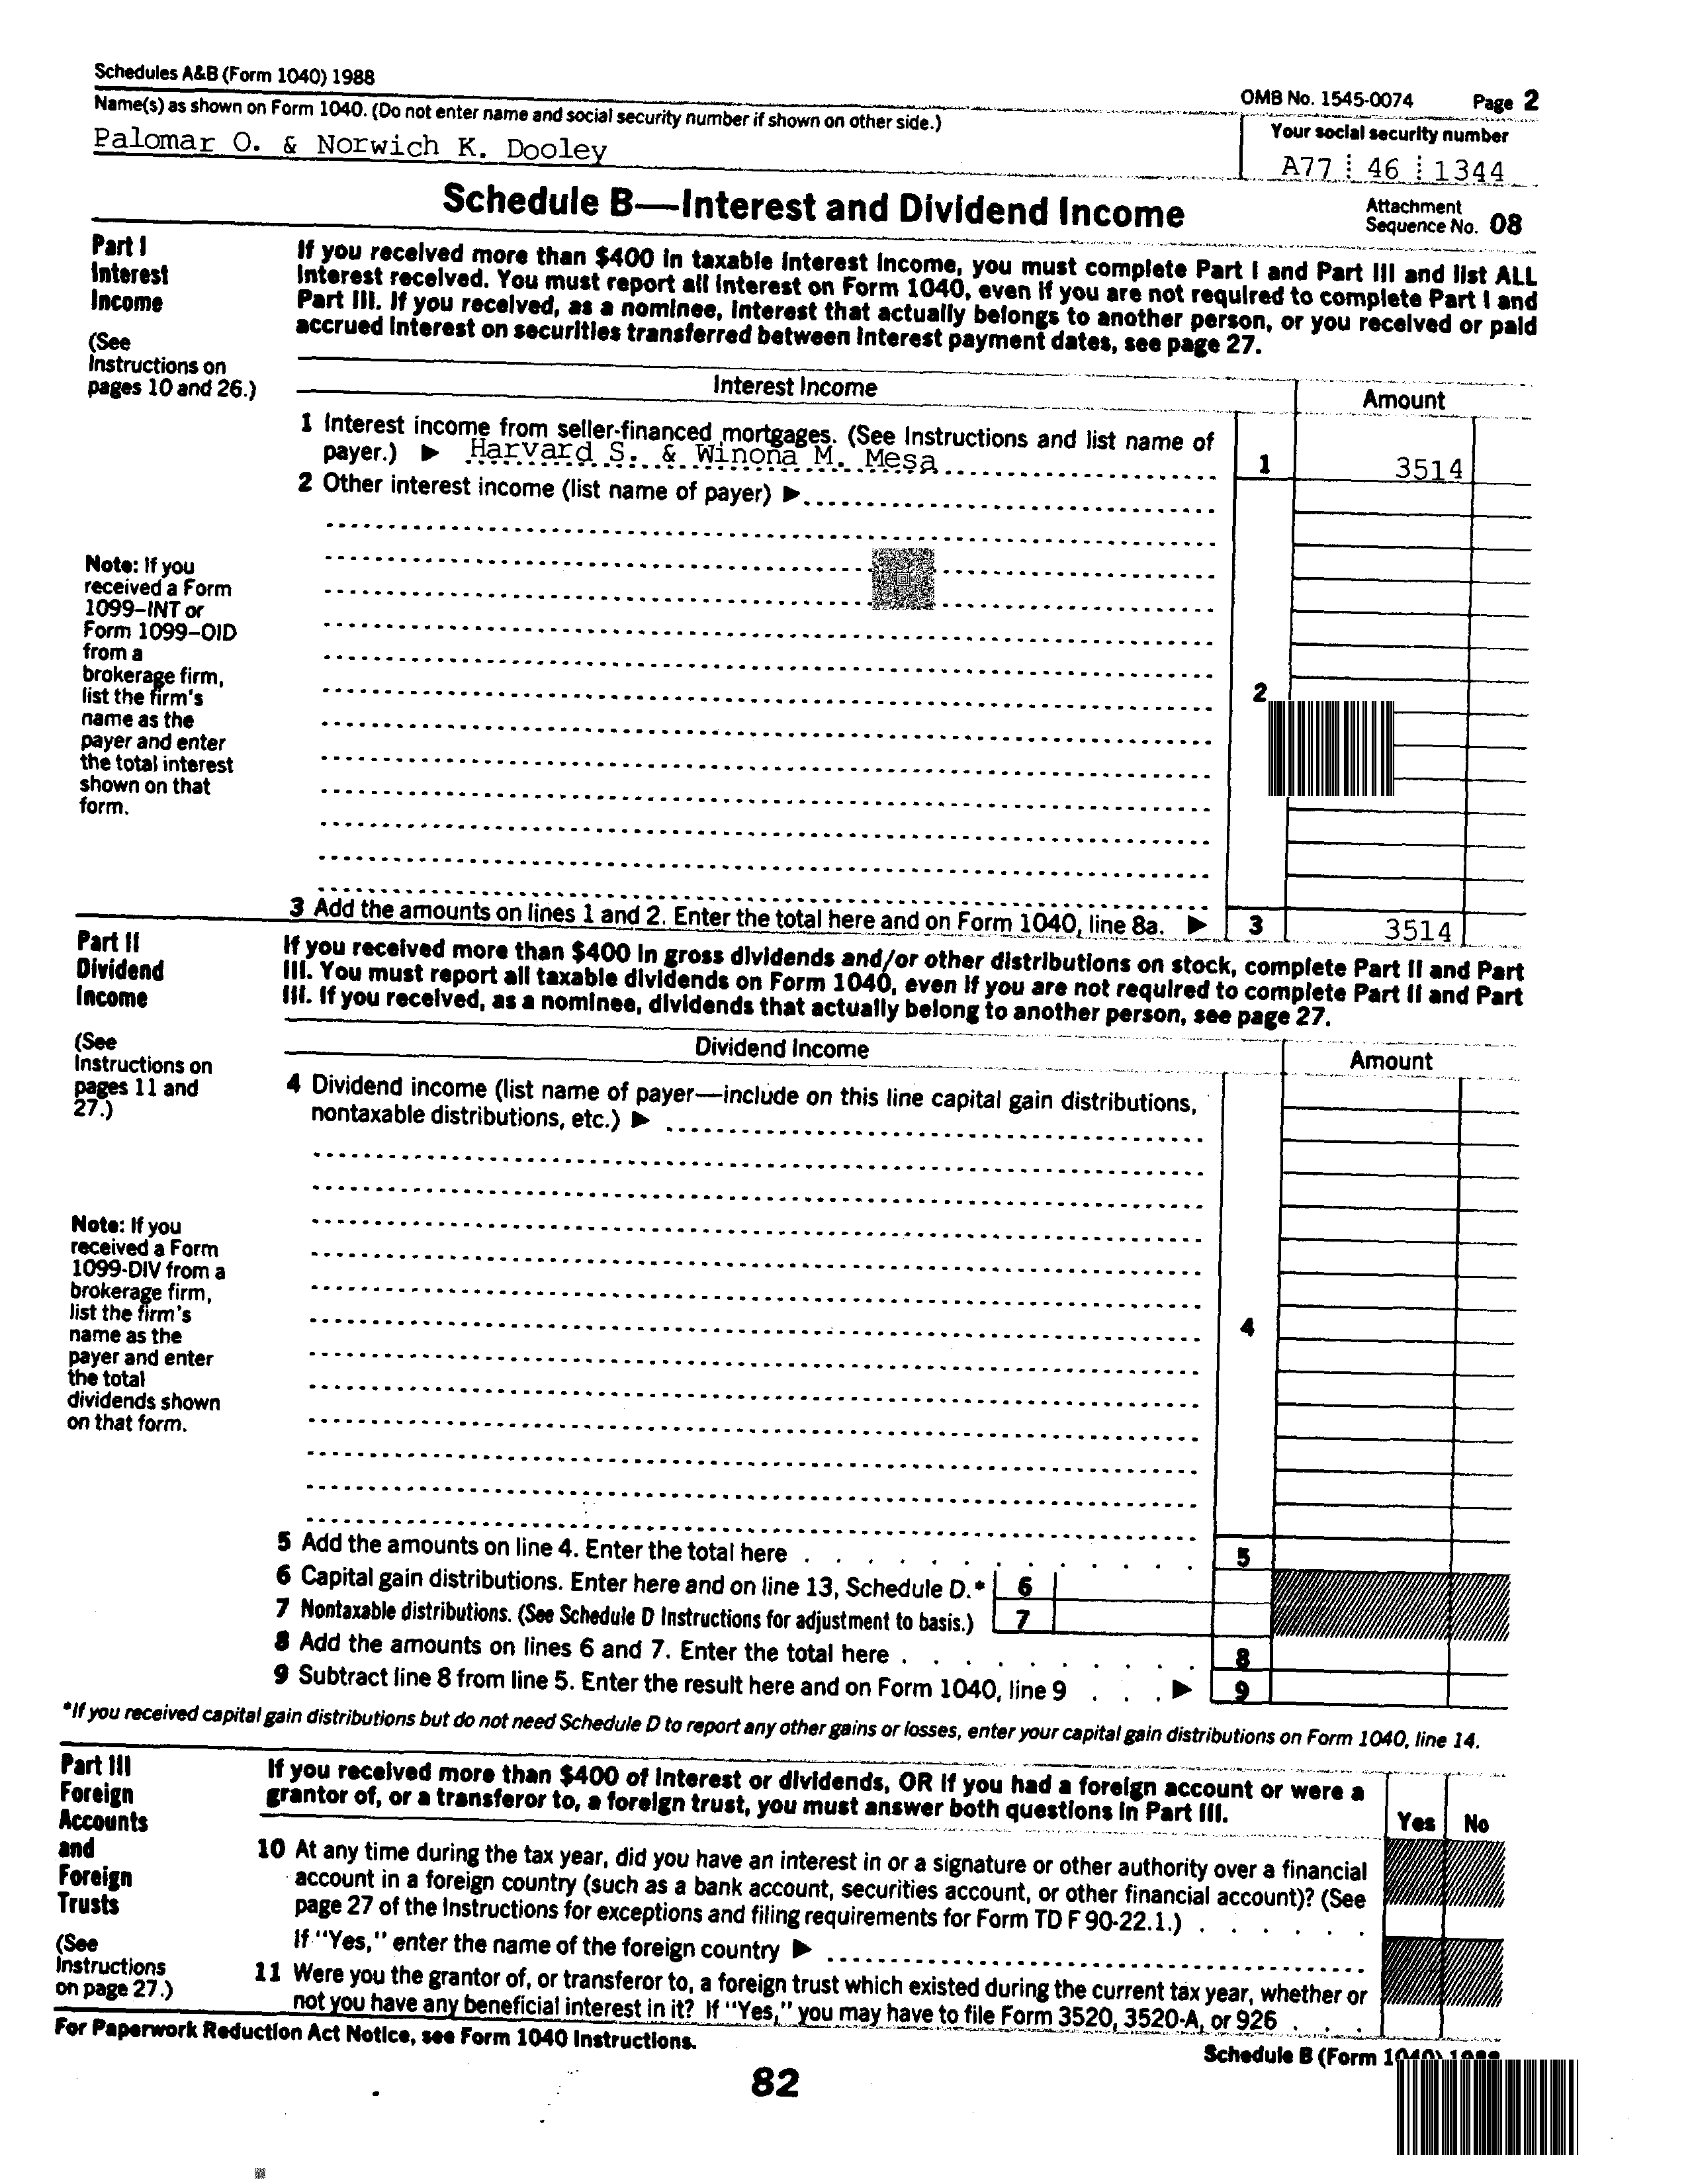 Schedules A&B (Form 1040) 1988
OMB No. 1545-0074 Page 2
Name(s) as shown on Form 1040. (Do not enter name and social security number if shown on other side.)
Your social security number
Palomar O. & Norwich K. Dooley
A77 46 1344
Schedule B—Interest and Dividend Income
Attachment
Sequence No. 08
Part I
Interest
Income
(See
Instructions on
pages 10 and 26.)
If you received more than $400 in taxable interest income, you must complete Part I and Part III and list ALL
interest received. You must report all interest on Form 1040, even if you are not required to complete Part I and
Part III. If you received, as a nominee, interest that actually belongs to another person, or you received or paid
accrued interest on securities transferred between interest payment dates, see page 27.
Interest Income
Amount
1 Interest income from seller-financed mortgages. (See Instructions and list name of
payer.) ▶ Harvard S. & Winona M. Mesa 1 3514
2 Other interest income (list name of payer) ▶
Note: If you
received a Form
1099–INT or
Form 1099–OID
from a
brokerage firm,
list the firm's
name as the
payer and enter
the total interest
shown on that
form.
2
3 Add the amounts on lines 1 and 2. Enter the total here and on Form 1040, line 8a. ▶ 3 3514
Part II
Dividend
Income
(See
Instructions on
pages 11 and
27.)
If you received more than $400 in gross dividends and/or other distributions on stock, complete Part II and Part
III. You must report all taxable dividends on Form 1040, even if you are not required to complete Part II and Part
III. If you received, as a nominee, dividends that actually belong to another person, see page 27.
Dividend Income
Amount
4 Dividend income (list name of payer—include on this line capital gain distributions,
nontaxable distributions, etc.) ▶
Note: If you
received a Form
1099-DIV from a
brokerage firm,
list the firm's
name as the
payer and enter
the total
dividends shown
on that form.
4
5 Add the amounts on line 4. Enter the total here . . . . . . . . . . 5
6 Capital gain distributions. Enter here and on line 13, Schedule D.* 6
7 Nontaxable distributions. (See Schedule D Instructions for adjustment to basis.) 7
8 Add the amounts on lines 6 and 7. Enter the total here . . . . . . . . 8
9 Subtract line 8 from line 5. Enter the result here and on Form 1040, line 9 . . . ▶ 9
*If you received capital gain distributions but do not need Schedule D to report any other gains or losses, enter your capital gain distributions on Form 1040, line 14.
Part III
Foreign
Accounts
and
Foreign
Trusts
(See
Instructions
on page 27.)
If you received more than $400 of interest or dividends, OR if you had a foreign account or were a
grantor of, or a transferor to, a foreign trust, you must answer both questions in Part III.
Yes No
10 At any time during the tax year, did you have an interest in or a signature or other authority over a financial
account in a foreign country (such as a bank account, securities account, or other financial account)? (See
page 27 of the Instructions for exceptions and filing requirements for Form TD F 90-22.1.) . . . . . .
If "Yes," enter the name of the foreign country ▶
11 Were you the grantor of, or transferor to, a foreign trust which existed during the current tax year, whether or
not you have any beneficial interest in it? If "Yes," you may have to file Form 3520, 3520-A, or 926 . . .
For Paperwork Reduction Act Notice, see Form 1040 Instructions.
Schedule B (Form 1040) 1988
82